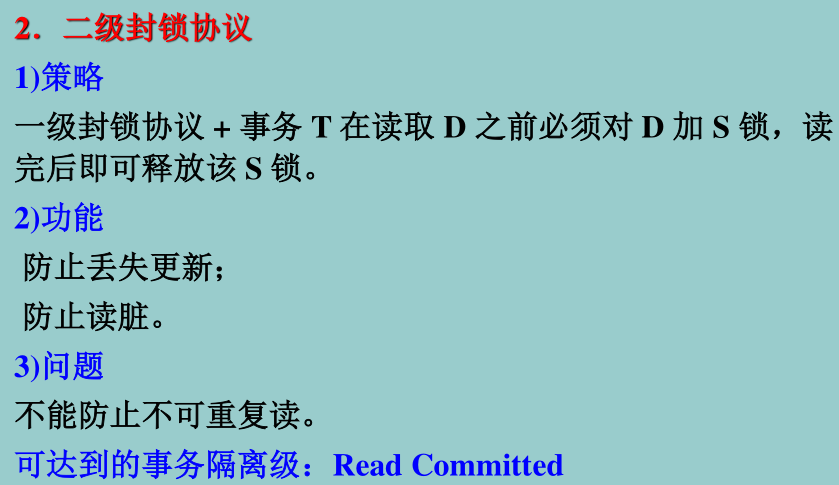 2．二级封锁协议
1)策略
一级封锁协议 + 事务 T 在读取 D 之前必须对 D 加 S 锁，读
完后即可释放该 S 锁。
2)功能
防止丢失更新；
防止读脏。
3)问题
不能防止不可重复读。
可达到的事务隔离级：Read Committed